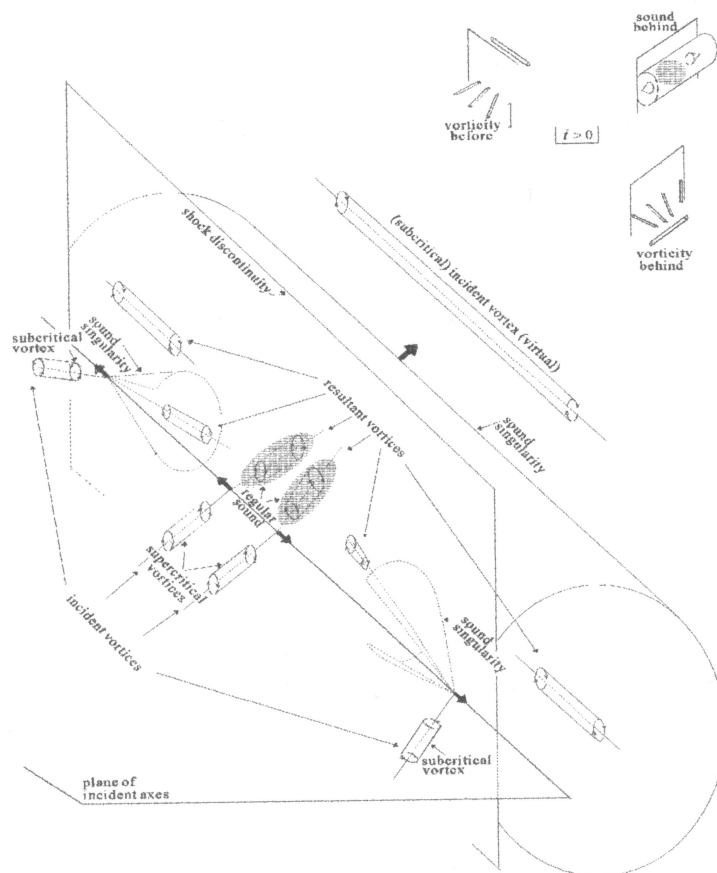 sound
behind
vorticity
before
t > 0
vorticity
behind
shock discontinuity
(subcritical) incident vortex (virtual)
subcritical
vortex
sound
singularity
resultant vortices
sound
singularity
regular
sound
supercritical
vortices
incident vortices
sound
singularity
subcritical
vortex
plane of
incident axes